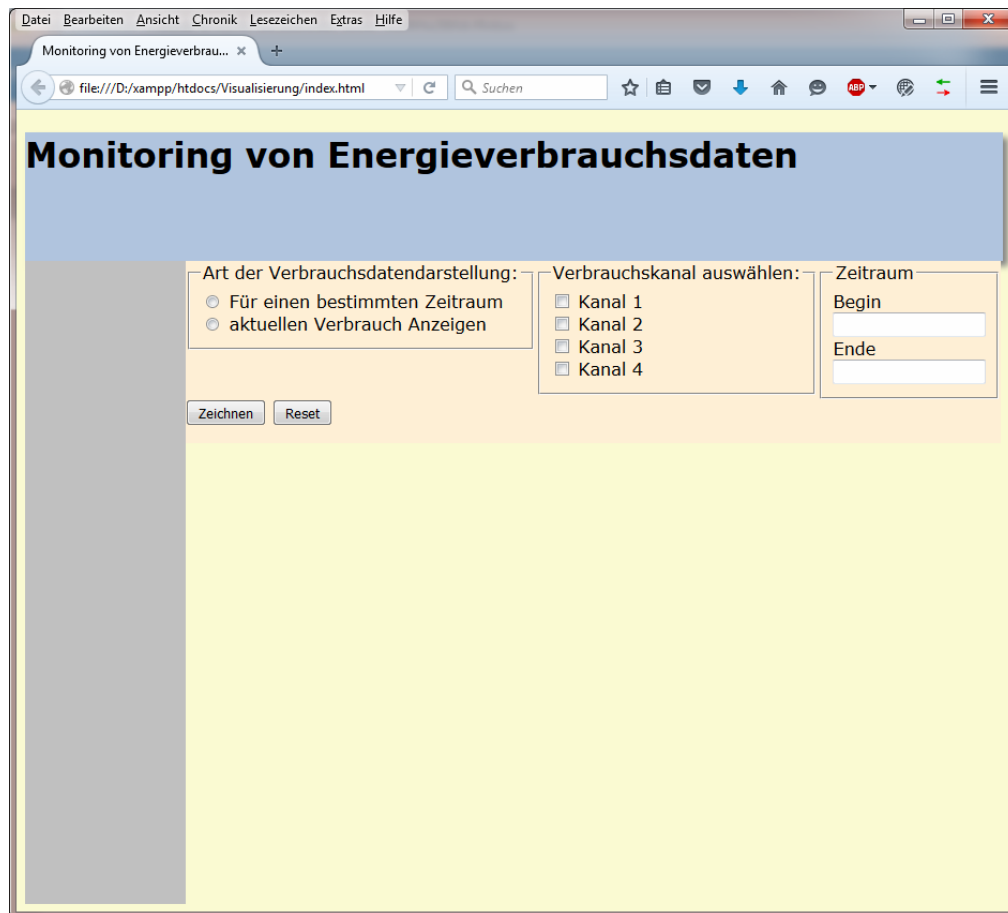 Datei Bearbeiten Ansicht Chronik Lesezeichen Extras Hilfe
Monitoring von Energieverbrau...
file:///D:/xampp/htdocs/Visualisierung/index.html
Suchen
ABP
Monitoring von Energieverbrauchsdaten
Art der Verbrauchsdatendarstellung:
Für einen bestimmten Zeitraum
aktuellen Verbrauch Anzeigen
Verbrauchskanal auswählen:
Kanal 1
Kanal 2
Kanal 3
Kanal 4
Zeitraum
Begin
Ende
Zeichnen Reset